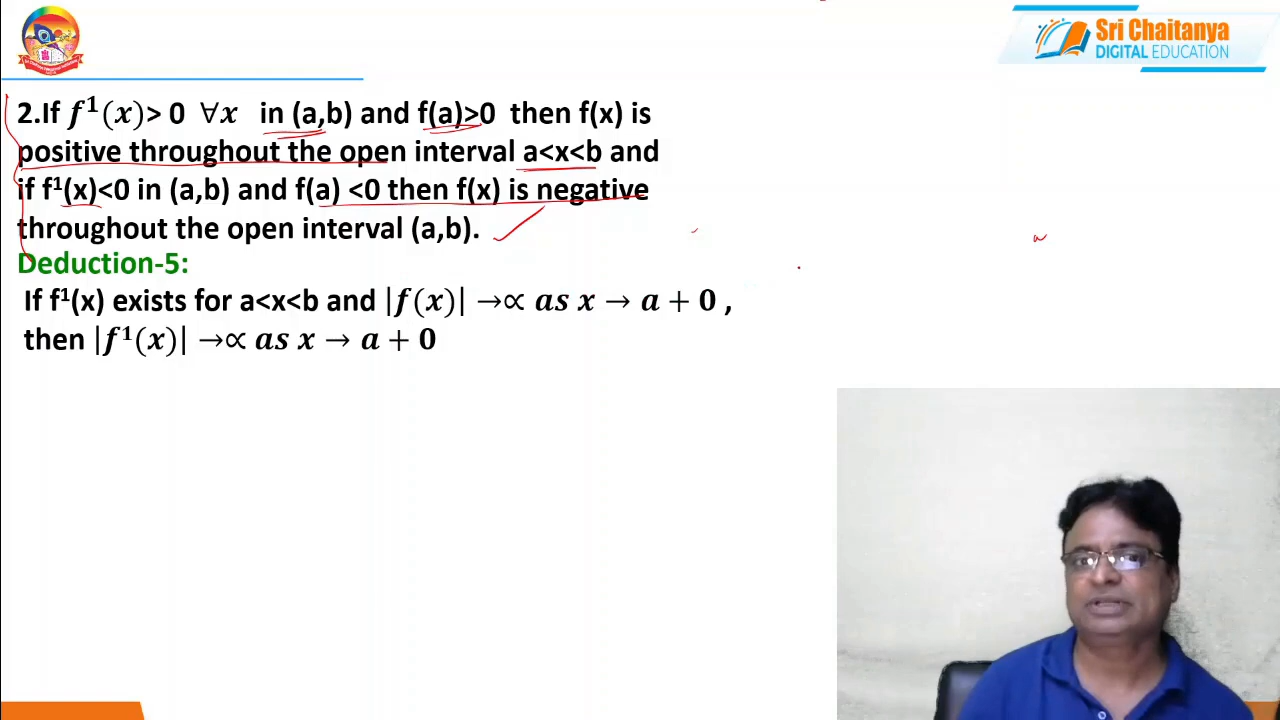 Sri Chaitanya
DIGITAL EDUCATION
2.If f¹(x)> 0 ∀x in (a,b) and f(a)>0 then f(x) is
positive throughout the open interval a<x<b and
if f¹(x)<0 in (a,b) and f(a) <0 then f(x) is negative
throughout the open interval (a,b).
Deduction-5:
If f¹(x) exists for a<x<b and |f(x)| →∝ as x → a + 0 ,
then |f¹(x)| →∝ as x → a + 0